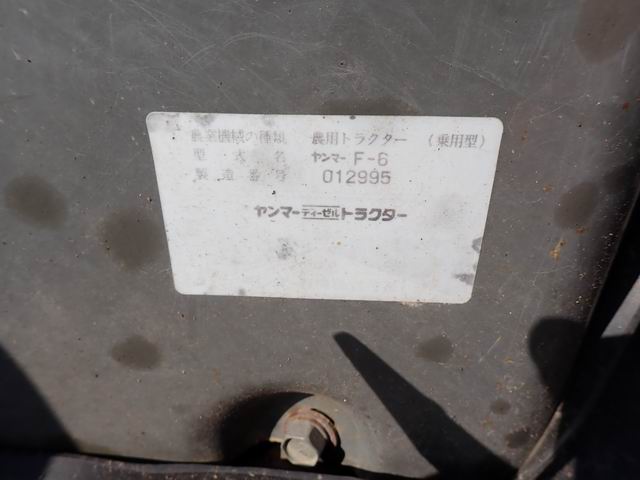 農業機械の種類 農用トラクター (乗用型)
型式名 ヤンマー F-6
製造番号 012995
ヤンマーディーゼルトラクター